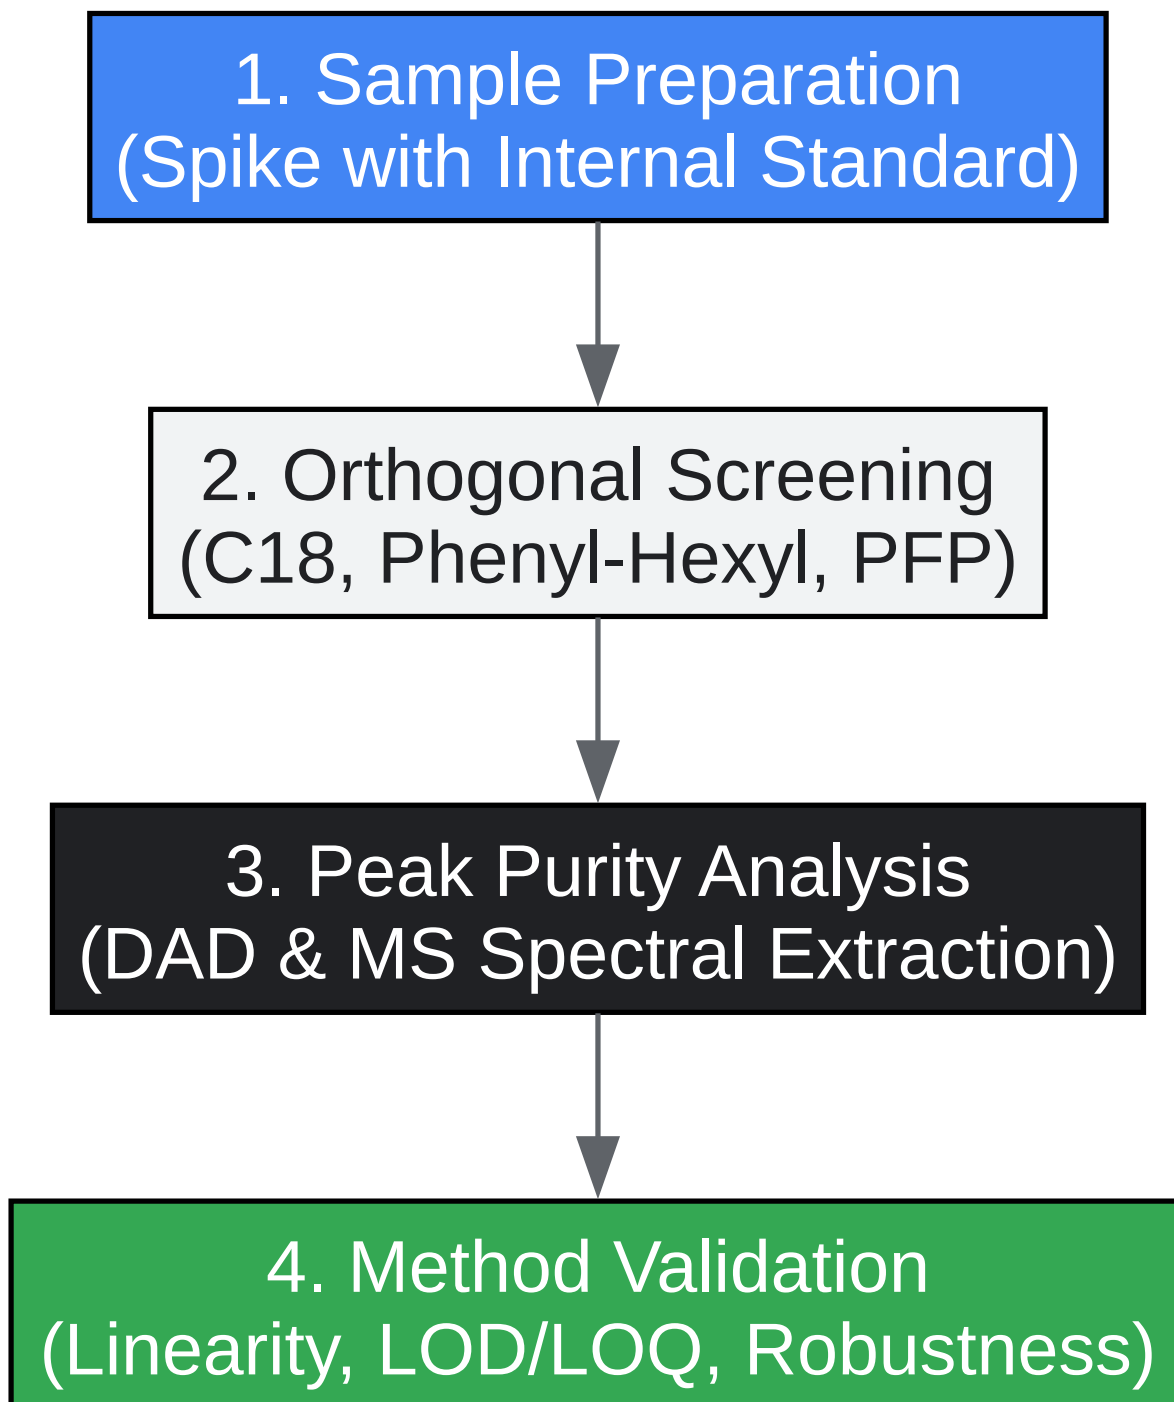 1. Sample Preparation
(Spike with Internal Standard)
2. Orthogonal Screening
(C18, Phenyl-Hexyl, PFP)
3. Peak Purity Analysis
(DAD & MS Spectral Extraction)
4. Method Validation
(Linearity, LOD/LOQ, Robustness)